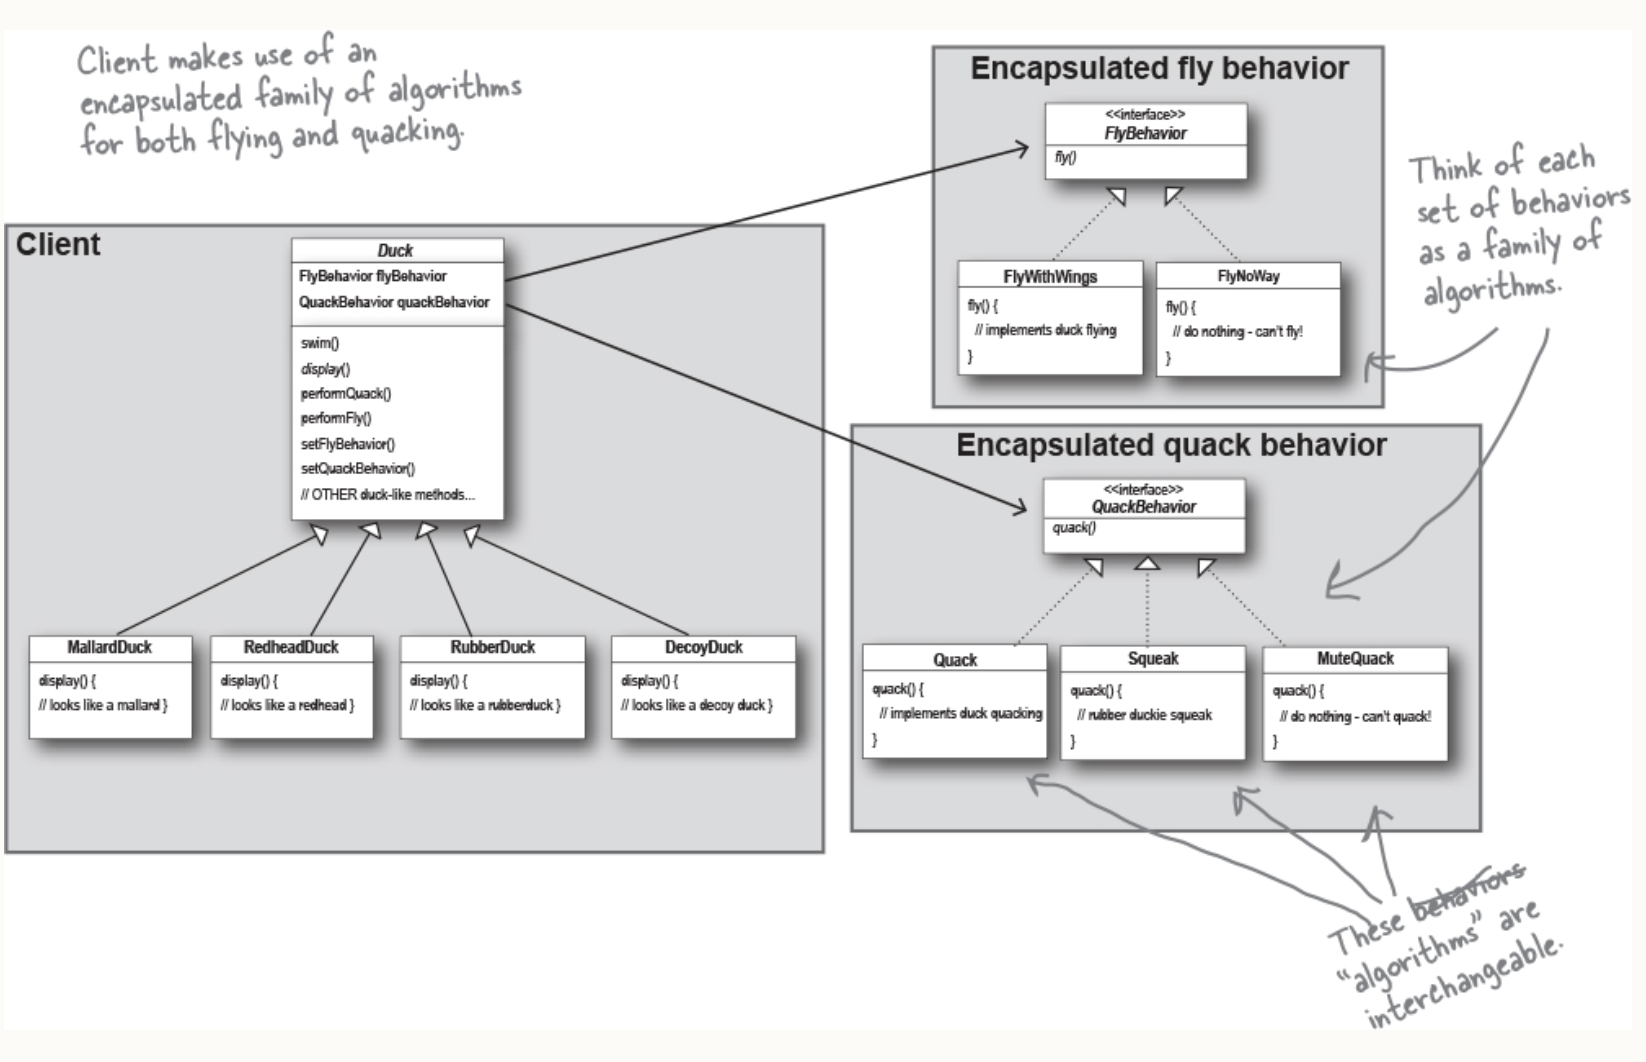 Client makes use of an
encapsulated family of algorithms
for both flying and quacking.
Client
Duck
FlyBehavior flyBehavior
QuackBehavior quackBehavior
swim()
display()
performQuack()
performFly()
setFlyBehavior()
setQuackBehavior()
// OTHER duck-like methods...
MallardDuck
display() {
// looks like a mallard }
RedheadDuck
display() {
// looks like a redhead }
RubberDuck
display() {
// looks like a rubberduck }
DecoyDuck
display() {
// looks like a decoy duck }
Encapsulated fly behavior
<<interface>>
FlyBehavior
fly()
FlyWithWings
fly() {
// implements duck flying
}
FlyNoWay
fly() {
// do nothing - can't fly!
}
Think of each
set of behaviors
as a family of
algorithms.
Encapsulated quack behavior
<<interface>>
QuackBehavior
quack()
Quack
quack() {
// implements duck quacking
}
Squeak
quack() {
// rubber duckie squeak
}
MuteQuack
quack() {
// do nothing - can't quack!
}
These behaviors
“algorithms” are
interchangeable.